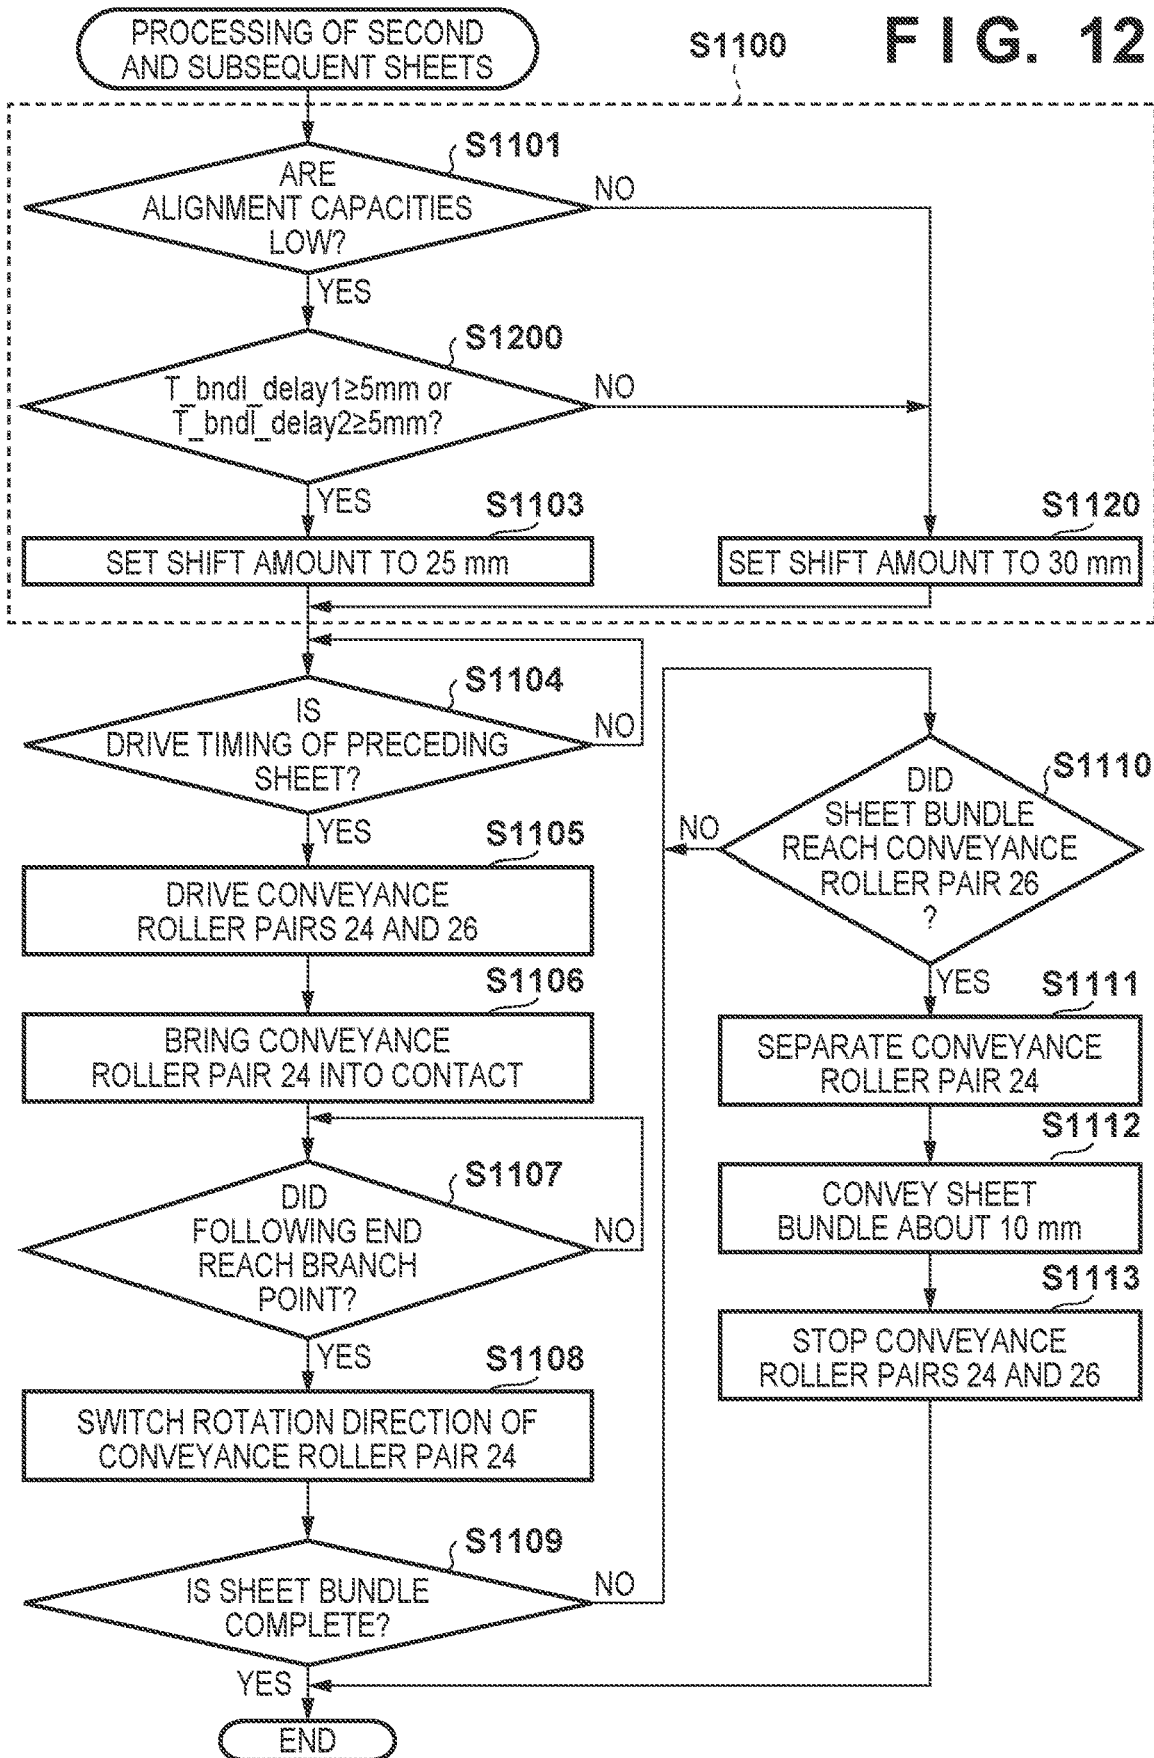 FIG. 12
PROCESSING OF SECOND
AND SUBSEQUENT SHEETS
S1100
S1101
ARE
ALIGNMENT CAPACITIES
LOW?
NO
YES
S1200
T_bndl_delay1≥5mm or
T_bndl_delay2≥5mm?
NO
YES
S1103
SET SHIFT AMOUNT TO 25 mm
S1120
SET SHIFT AMOUNT TO 30 mm
S1104
IS
DRIVE TIMING OF PRECEDING
SHEET?
NO
YES
S1105
DRIVE CONVEYANCE
ROLLER PAIRS 24 AND 26
S1106
BRING CONVEYANCE
ROLLER PAIR 24 INTO CONTACT
S1107
DID
FOLLOWING END
REACH BRANCH
POINT?
NO
YES
S1108
SWITCH ROTATION DIRECTION OF
CONVEYANCE ROLLER PAIR 24
S1109
IS SHEET BUNDLE
COMPLETE?
NO
YES
S1110
DID
SHEET BUNDLE
REACH CONVEYANCE
ROLLER PAIR 26
?
NO
YES
S1111
SEPARATE CONVEYANCE
ROLLER PAIR 24
S1112
CONVEY SHEET
BUNDLE ABOUT 10 mm
S1113
STOP CONVEYANCE
ROLLER PAIRS 24 AND 26
END